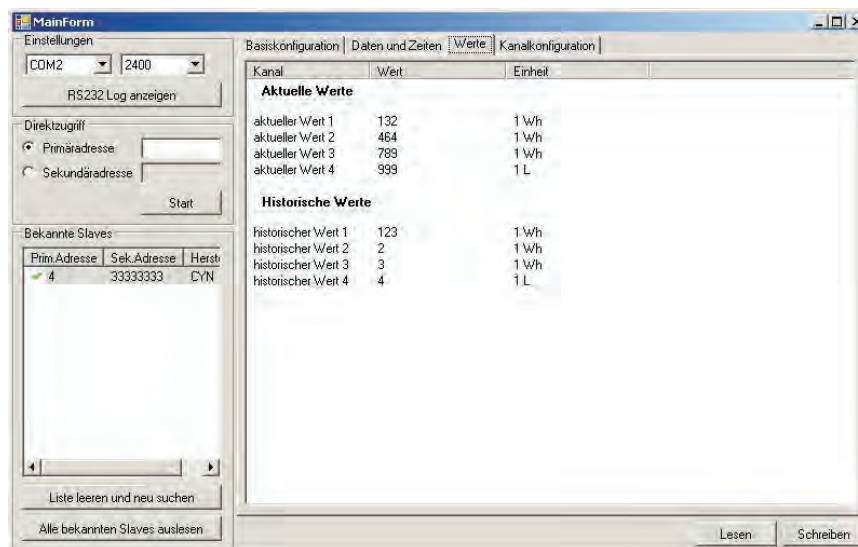 MainForm
Einstellungen
COM2 2400
RS232 Log anzeigen
Direktzugriff
Primäradresse
Sekundäradresse
Start
Bekannte Slaves
Prim.Adresse Sek.Adresse Herst
4 33333333 CYN
Liste leeren und neu suchen
Alle bekannten Slaves auslesen
Basiskonfiguration Daten und Zeiten Werte Kanalkonfiguration
Kanal Wert Einheit
Aktuelle Werte
aktueller Wert 1 132 1 Wh
aktueller Wert 2 464 1 Wh
aktueller Wert 3 789 1 Wh
aktueller Wert 4 999 1 L
Historische Werte
historischer Wert 1 123 1 Wh
historischer Wert 2 2 1 Wh
historischer Wert 3 3 1 Wh
historischer Wert 4 4 1 L
Lesen Schreiben